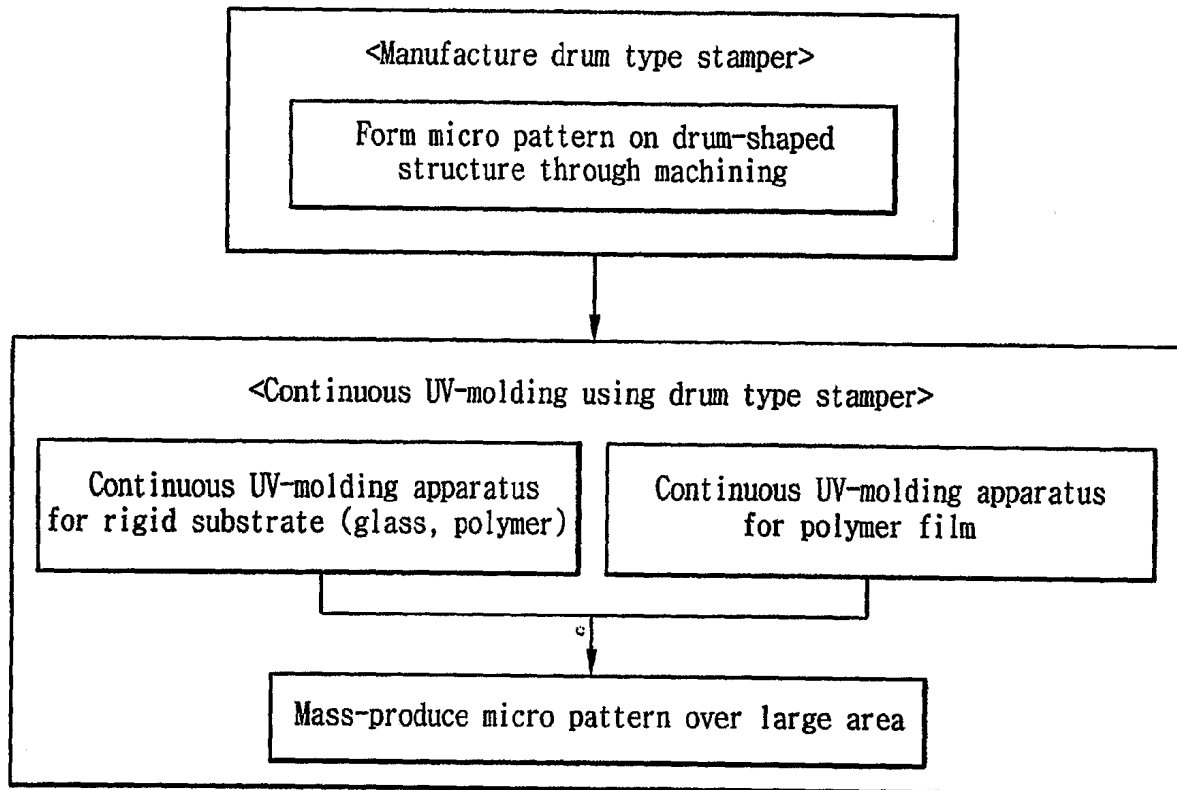 <Manufacture drum type stamper>
Form micro pattern on drum-shaped
structure through machining
<Continuous UV-molding using drum type stamper>
Continuous UV-molding apparatus
for rigid substrate (glass, polymer)
Continuous UV-molding apparatus
for polymer film
Mass-produce micro pattern over large area